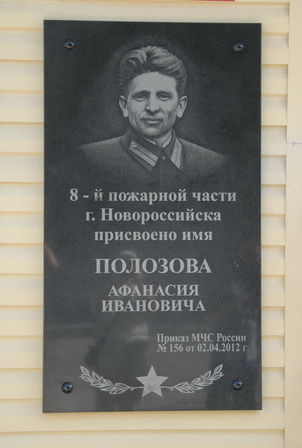 8 - й пожарной части
г. Новороссийска
присвоено имя
ПОЛОЗОВА
АФАНАСИЯ
ИВАНОВИЧА
Приказ МЧС России
№ 156 от 02.04.2012 г.